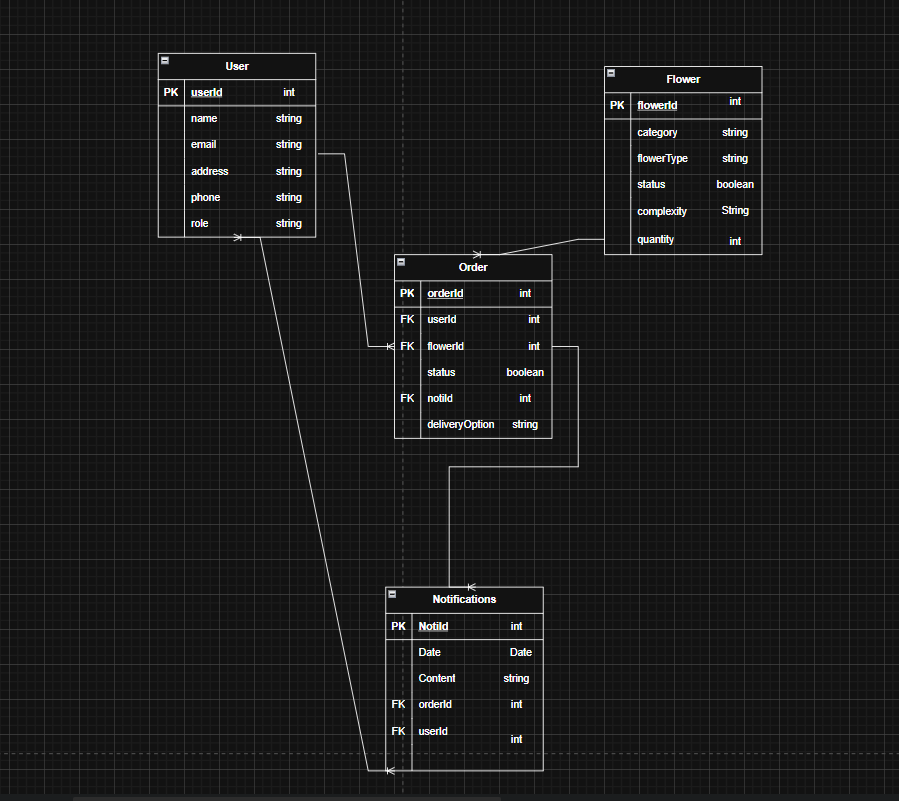 User
PK userId int
name string
email string
address string
phone string
role string
Flower
PK flowerId int
category string
flowerType string
status boolean
complexity String
quantity int
Order
PK orderId int
FK userId int
FK flowerId int
status boolean
FK notiId int
deliveryOption string
Notifications
PK NotiId int
Date Date
Content string
FK orderId int
FK userId int